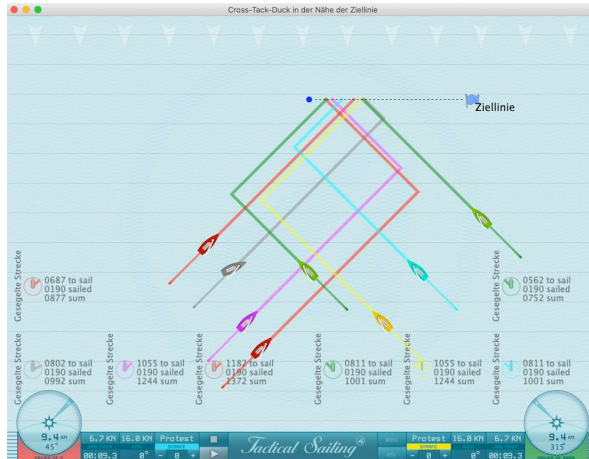 Cross-Tack-Duck in der Nähe der Ziellinie
Ziellinie
Gesegelte Strecke
0687 to sail
0190 sailed
0877 sum
Gesegelte Strecke
0562 to sail
0190 sailed
0752 sum
Gesegelte Strecke
0802 to sail
0190 sailed
0992 sum
Gesegelte Strecke
1055 to sail
0190 sailed
1244 sum
Gesegelte Strecke
1182 to sail
0190 sailed
1372 sum
Gesegelte Strecke
0811 to sail
0190 sailed
1001 sum
Gesegelte Strecke
1055 to sail
0190 sailed
1244 sum
Gesegelte Strecke
0811 to sail
0190 sailed
1001 sum
9.4 KN
45°
6.7 KN 16.0 KN Protest
00:09.3 0° - 0 +
Tactical Sailing
Protest 6.7 KN 16.0 KN
- 0 + 00:09.3 0°
9.4 KN
315°